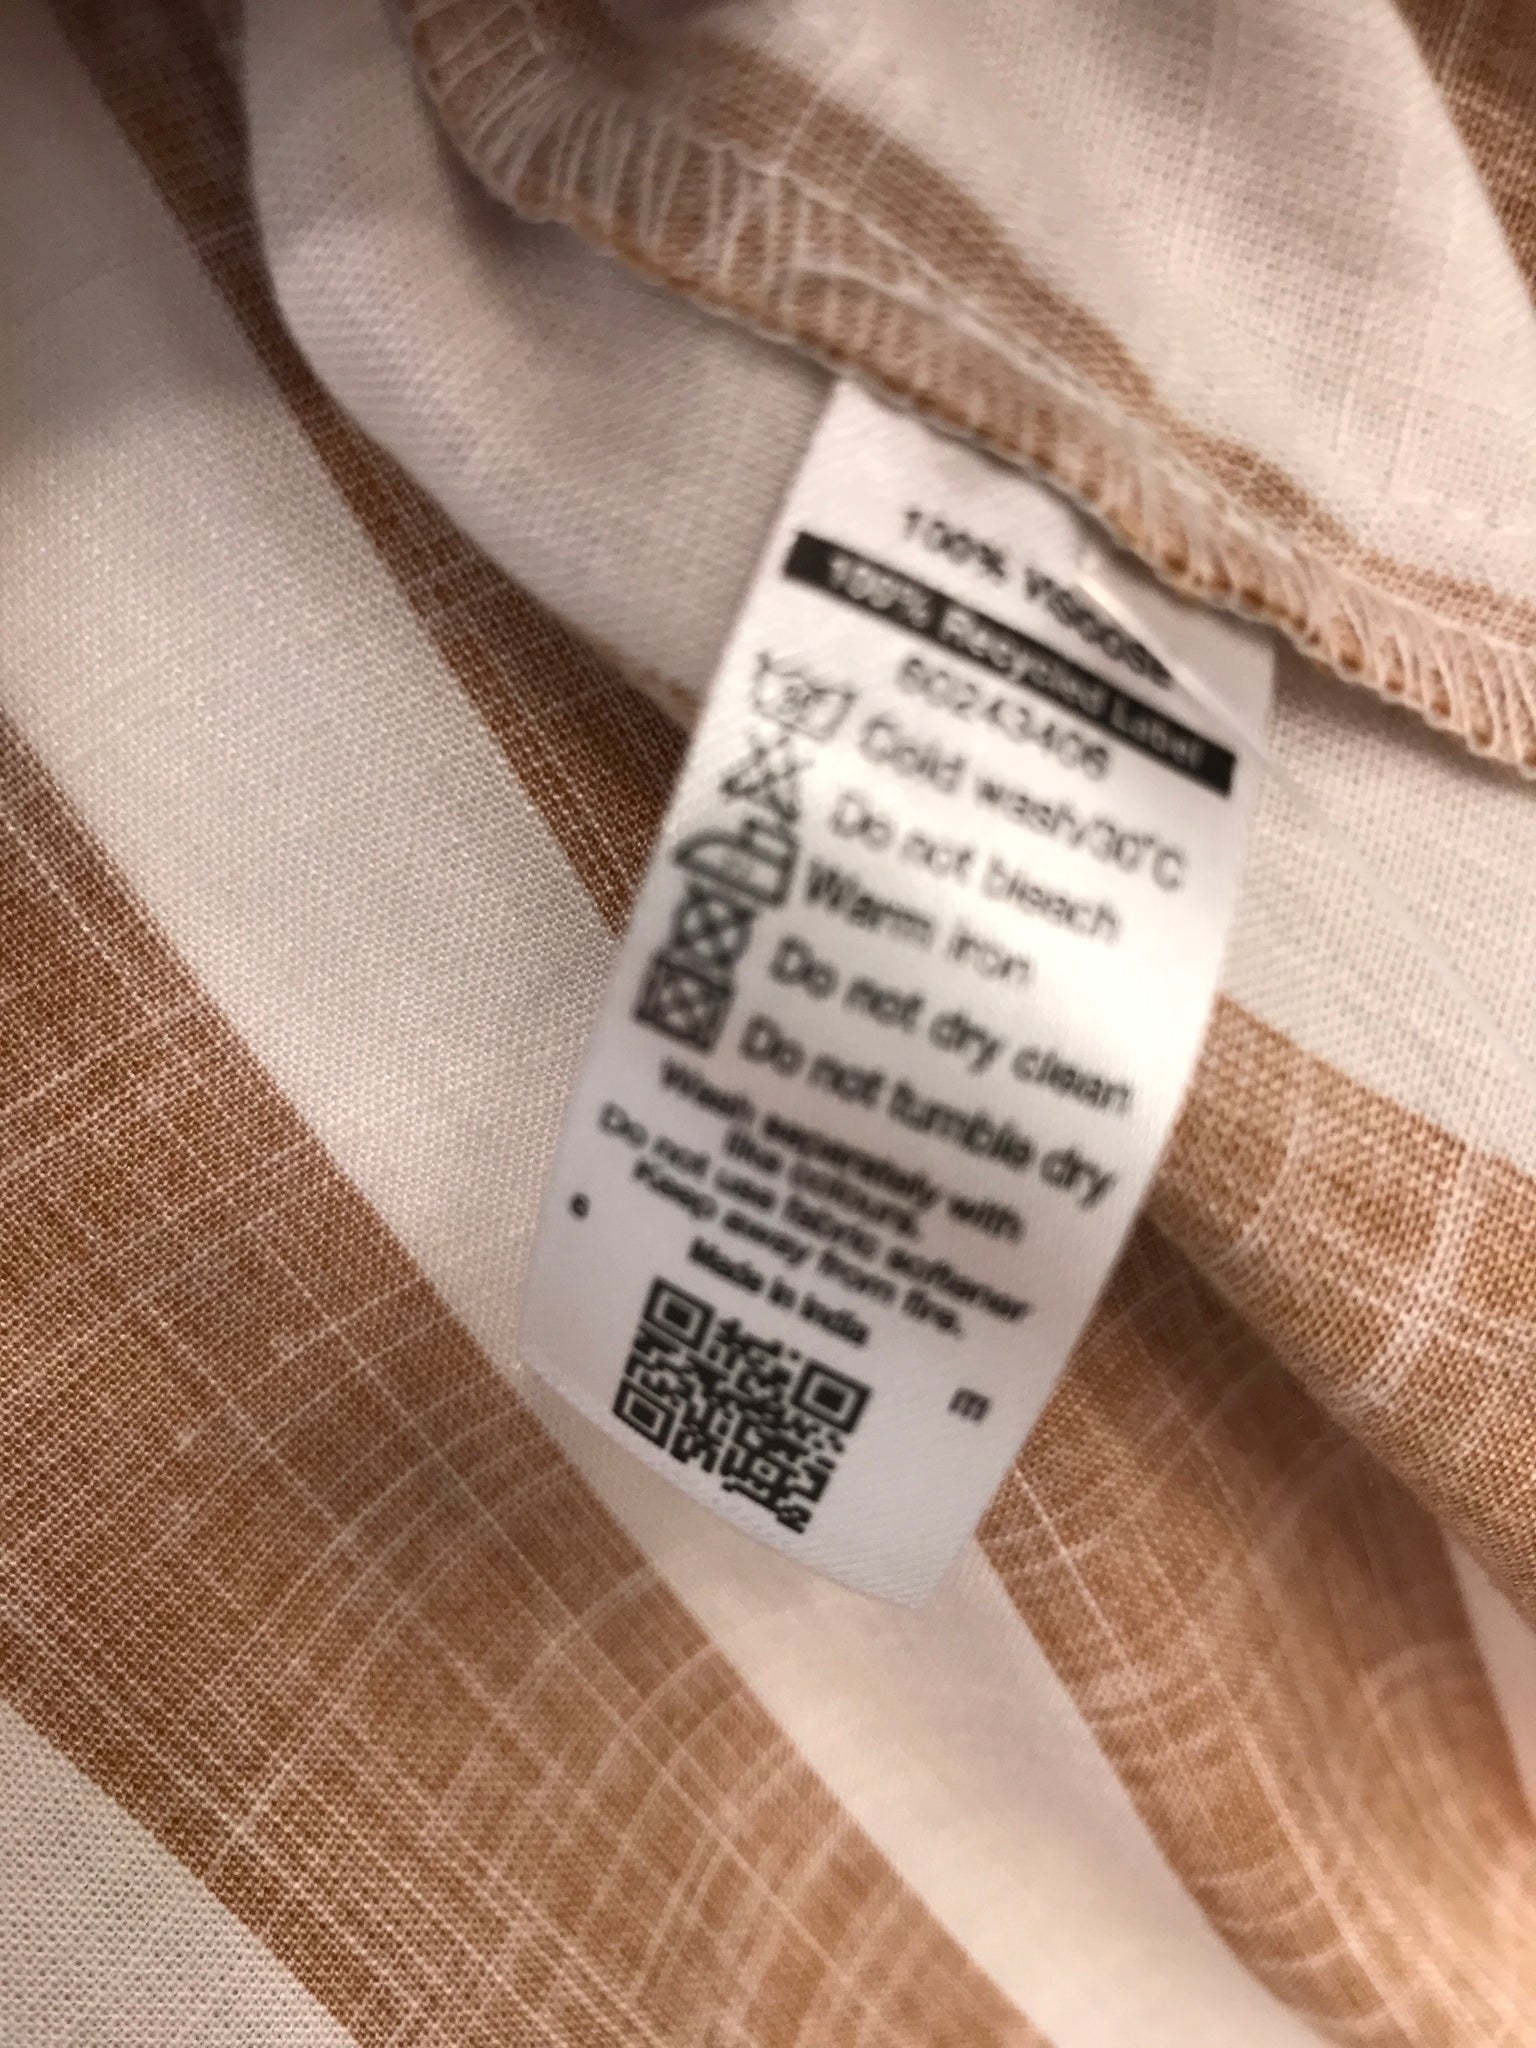 100% Viscose
100% Recycled Label
60243406
30
Cold wash/30°C
Do not bleach
Warm iron
Do not dry clean
Do not tumble dry
Wash separately with
like colours.
Do not use fabric softener
Keep away from fire.
Made in India
c
m